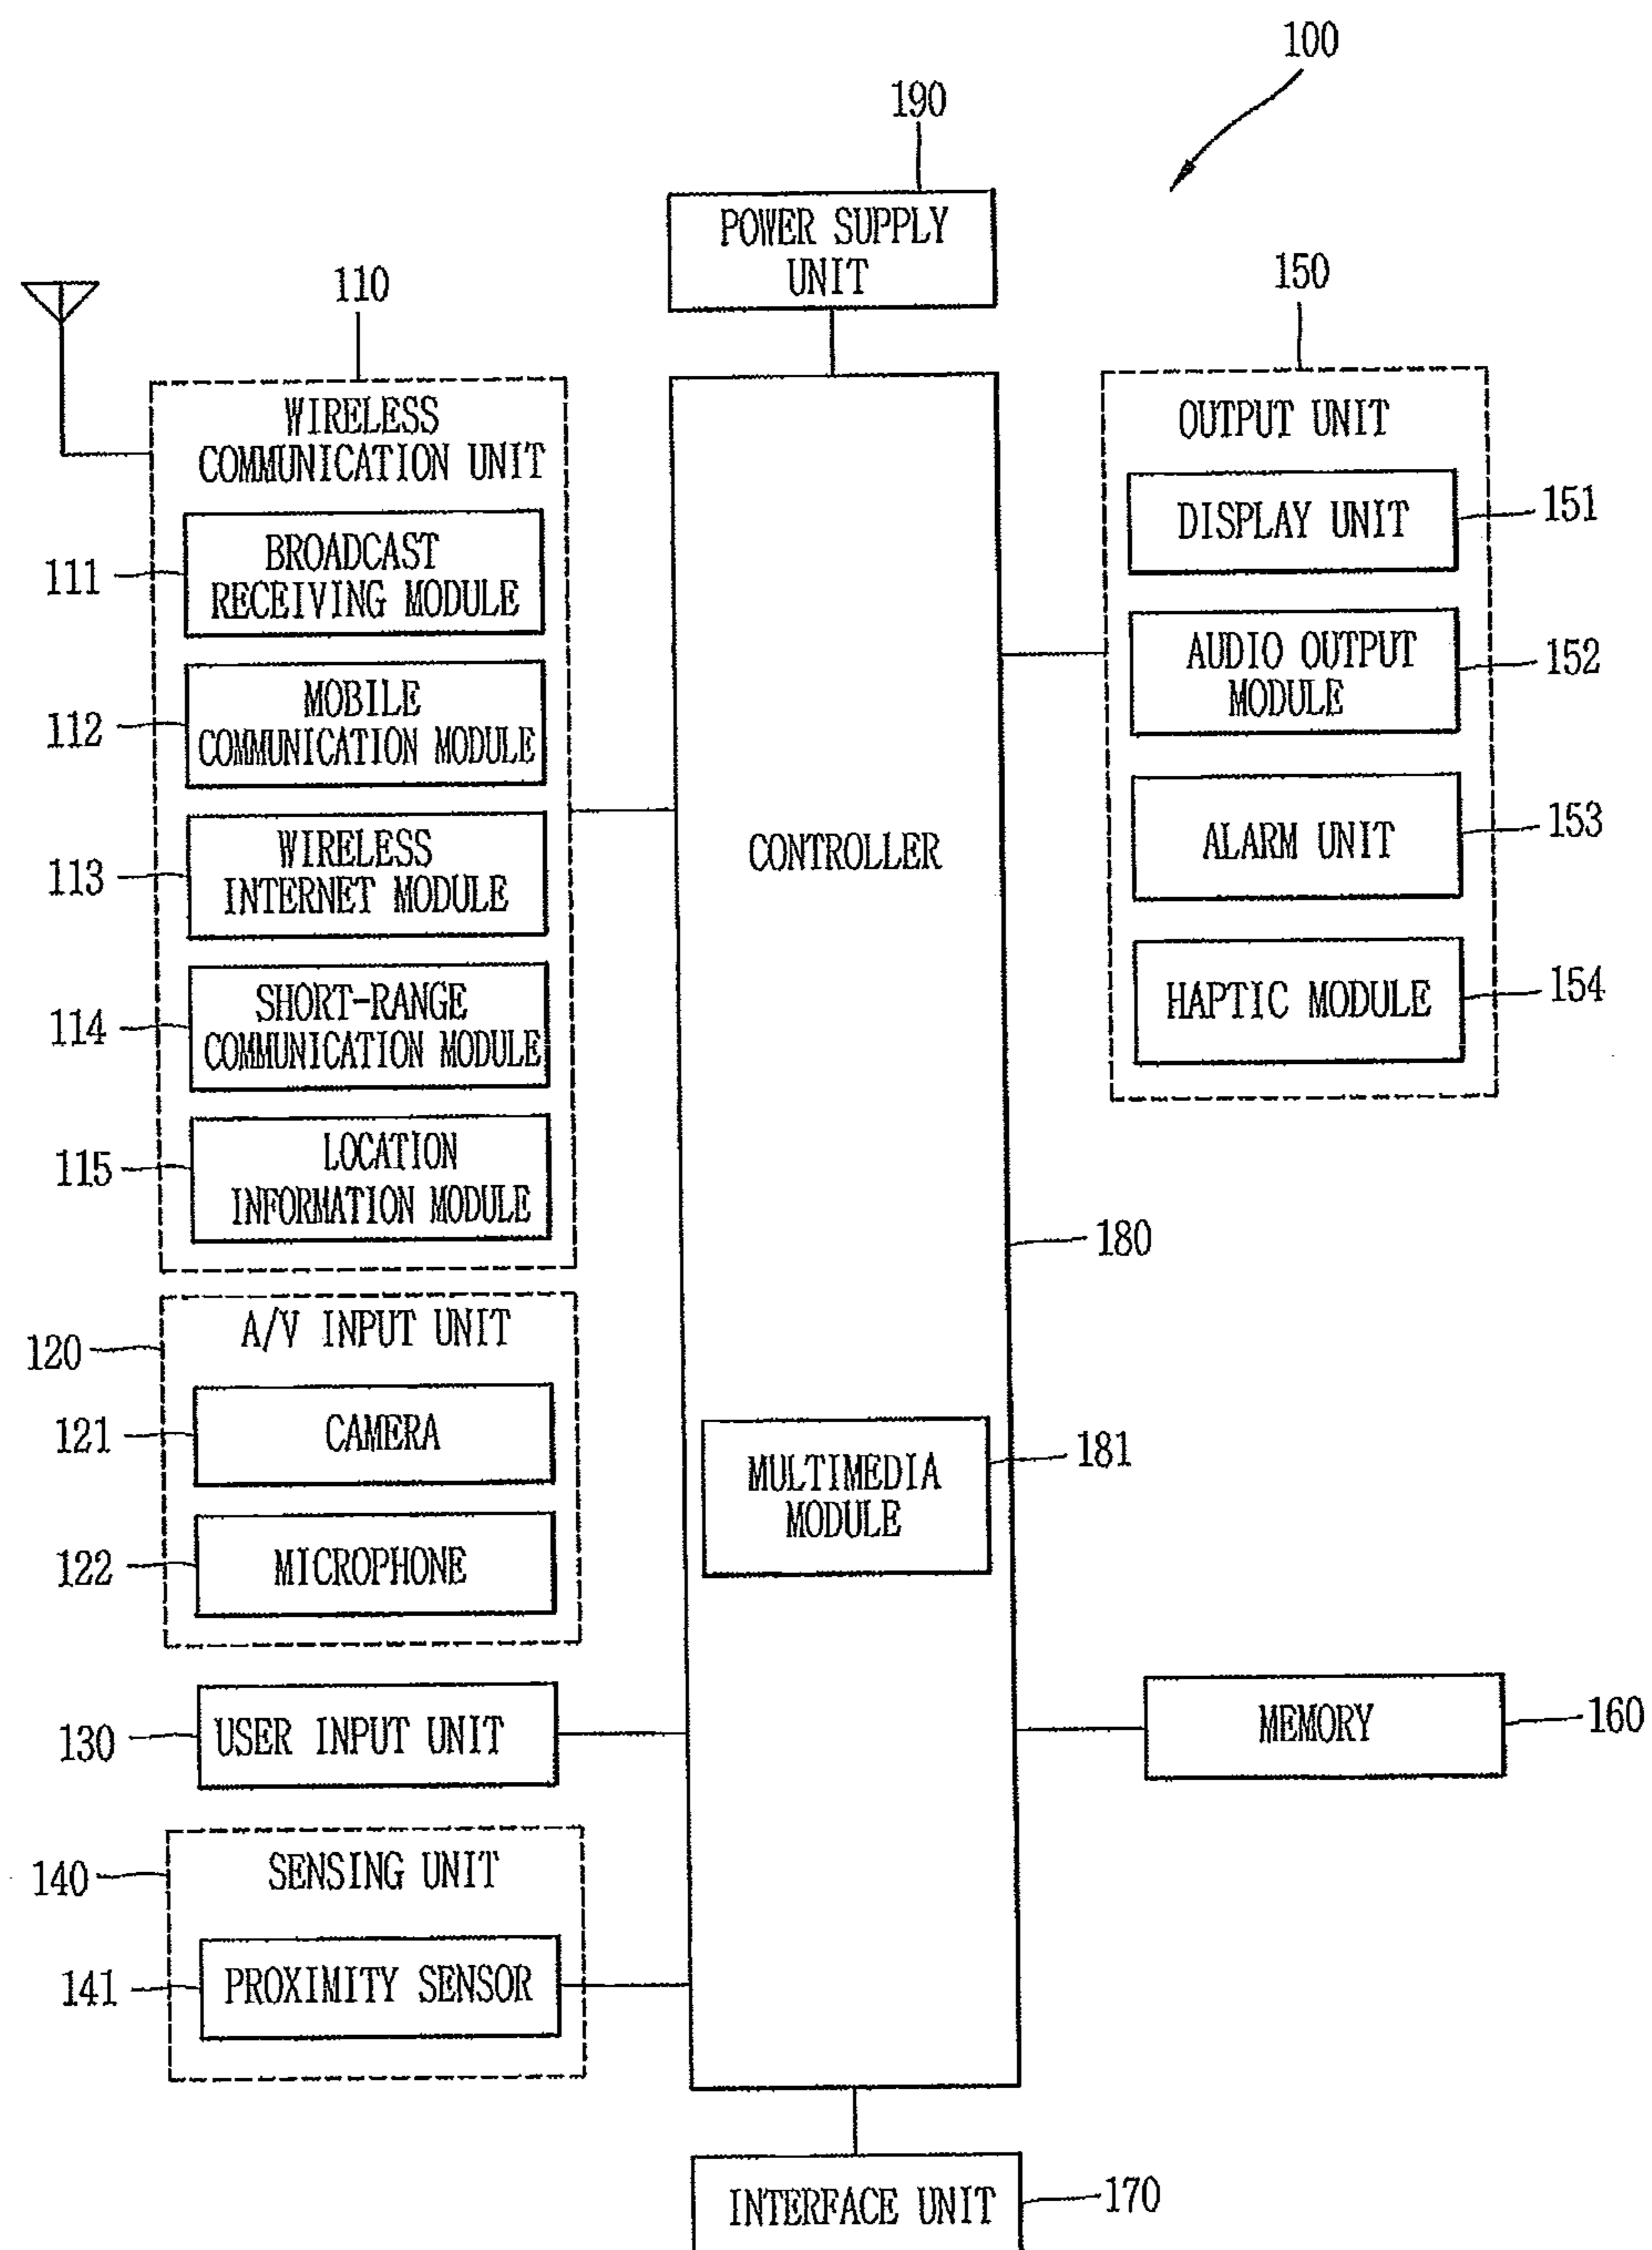 100
190
POWER SUPPLY
UNIT
110
WIRELESS
COMMUNICATION UNIT
111
BROADCAST
RECEIVING MODULE
112
MOBILE
COMMUNICATION MODULE
113
WIRELESS
INTERNET MODULE
114
SHORT-RANGE
COMMUNICATION MODULE
115
LOCATION
INFORMATION MODULE
120
A/V INPUT UNIT
121
CAMERA
122
MICROPHONE
130
USER INPUT UNIT
140
SENSING UNIT
141
PROXIMITY SENSOR
CONTROLLER
180
MULTIMEDIA
MODULE
181
150
OUTPUT UNIT
DISPLAY UNIT
151
AUDIO OUTPUT
MODULE
152
ALARM UNIT
153
HAPTIC MODULE
154
MEMORY
160
INTERFACE UNIT
170